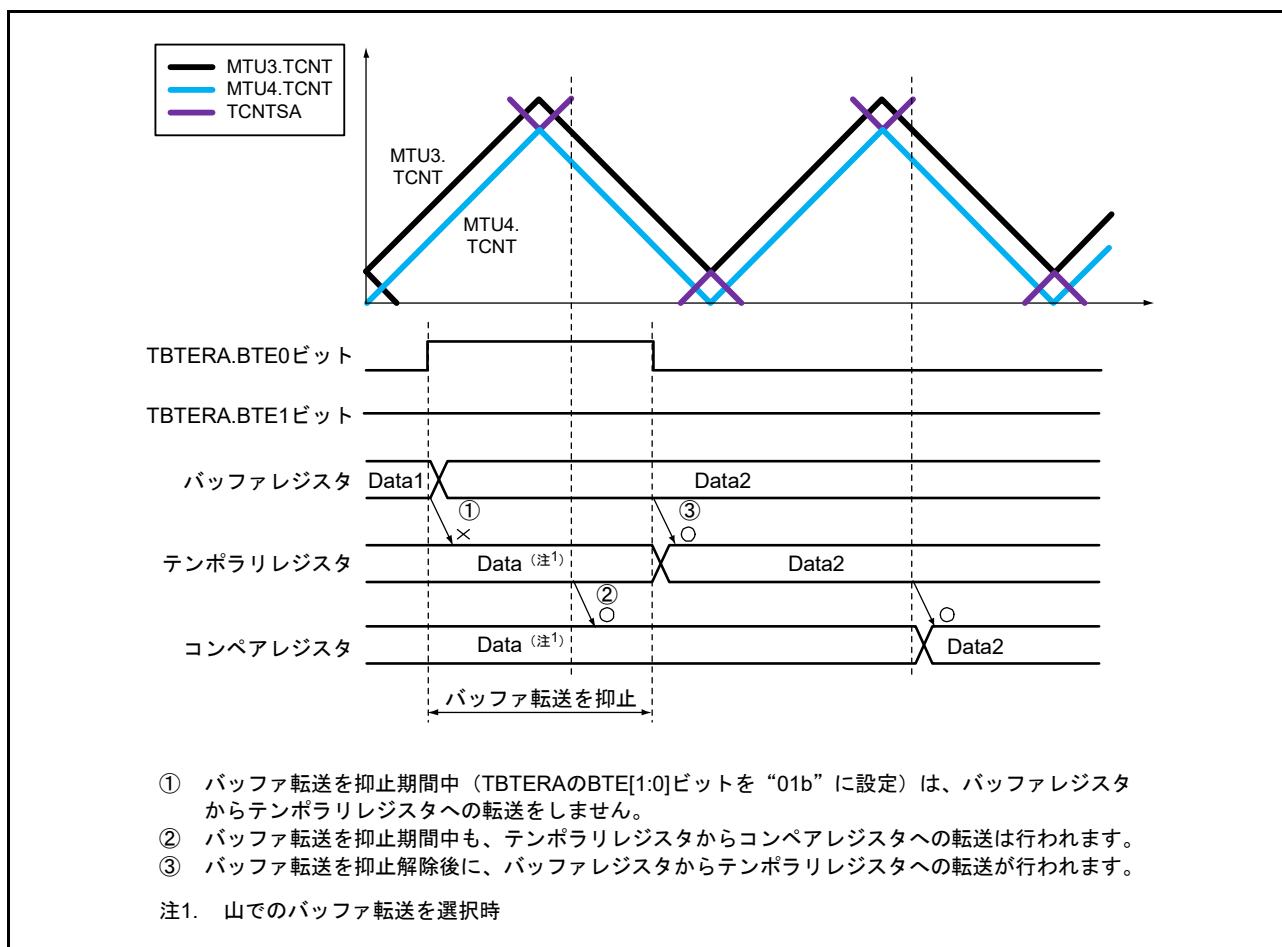 MTU3.TCNT
MTU4.TCNT
TCNTSA
MTU3.
TCNT
MTU4.
TCNT
TBTERA.BTE0ビット
TBTERA.BTE1ビット
バッファレジスタ Data1 Data2
① ③
× ○
テンポラリレジスタ Data（注1） Data2
②
○ ○
コンペアレジスタ Data（注1） Data2
バッファ転送を抑止
① バッファ転送を抑止期間中（TBTERAのBTE[1:0]ビットを“01b”に設定）は、バッファレジスタ
からテンポラリレジスタへの転送をしません。
② バッファ転送を抑止期間中も、テンポラリレジスタからコンペアレジスタへの転送は行われます。
③ バッファ転送を抑止解除後に、バッファレジスタからテンポラリレジスタへの転送が行われます。
注1. 山でのバッファ転送を選択時